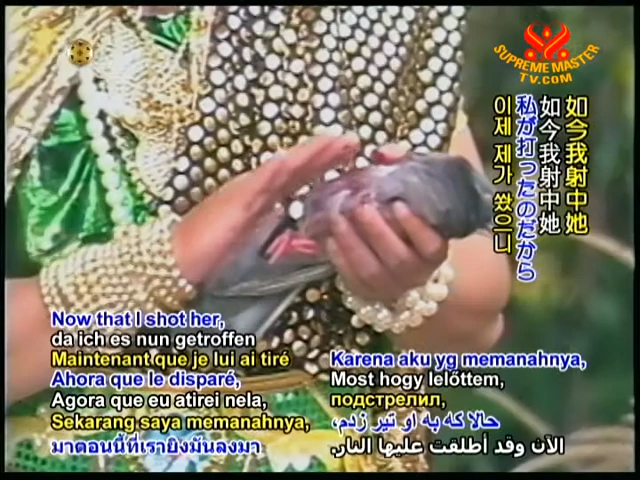 SUPREME MASTER
TV.COM
如今我射中她
如今我射中她
私が打ったのだから
이제 제가 쐈으니
Now that I shot her,
da ich es nun getroffen
Maintenant que je lui ai tiré
Ahora que le disparé,
Agora que eu atirei nela,
Sekarang saya memanahnya,
มาตอนนี้ที่เรายิงมันลงมา
Karena aku yg memanahnya,
Most hogy lelőttem,
подстрелил,
حالا که به او تیر زدم،
الآن وقد أطلقت عليها النار.